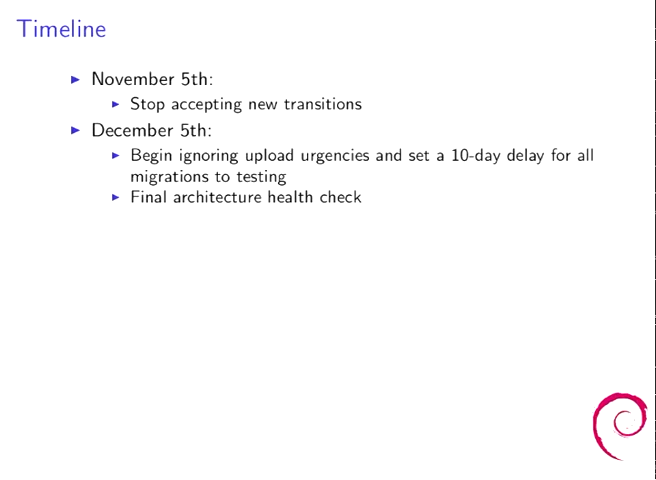 Timeline
November 5th:
Stop accepting new transitions
December 5th:
Begin ignoring upload urgencies and set a 10-day delay for all
migrations to testing
Final architecture health check